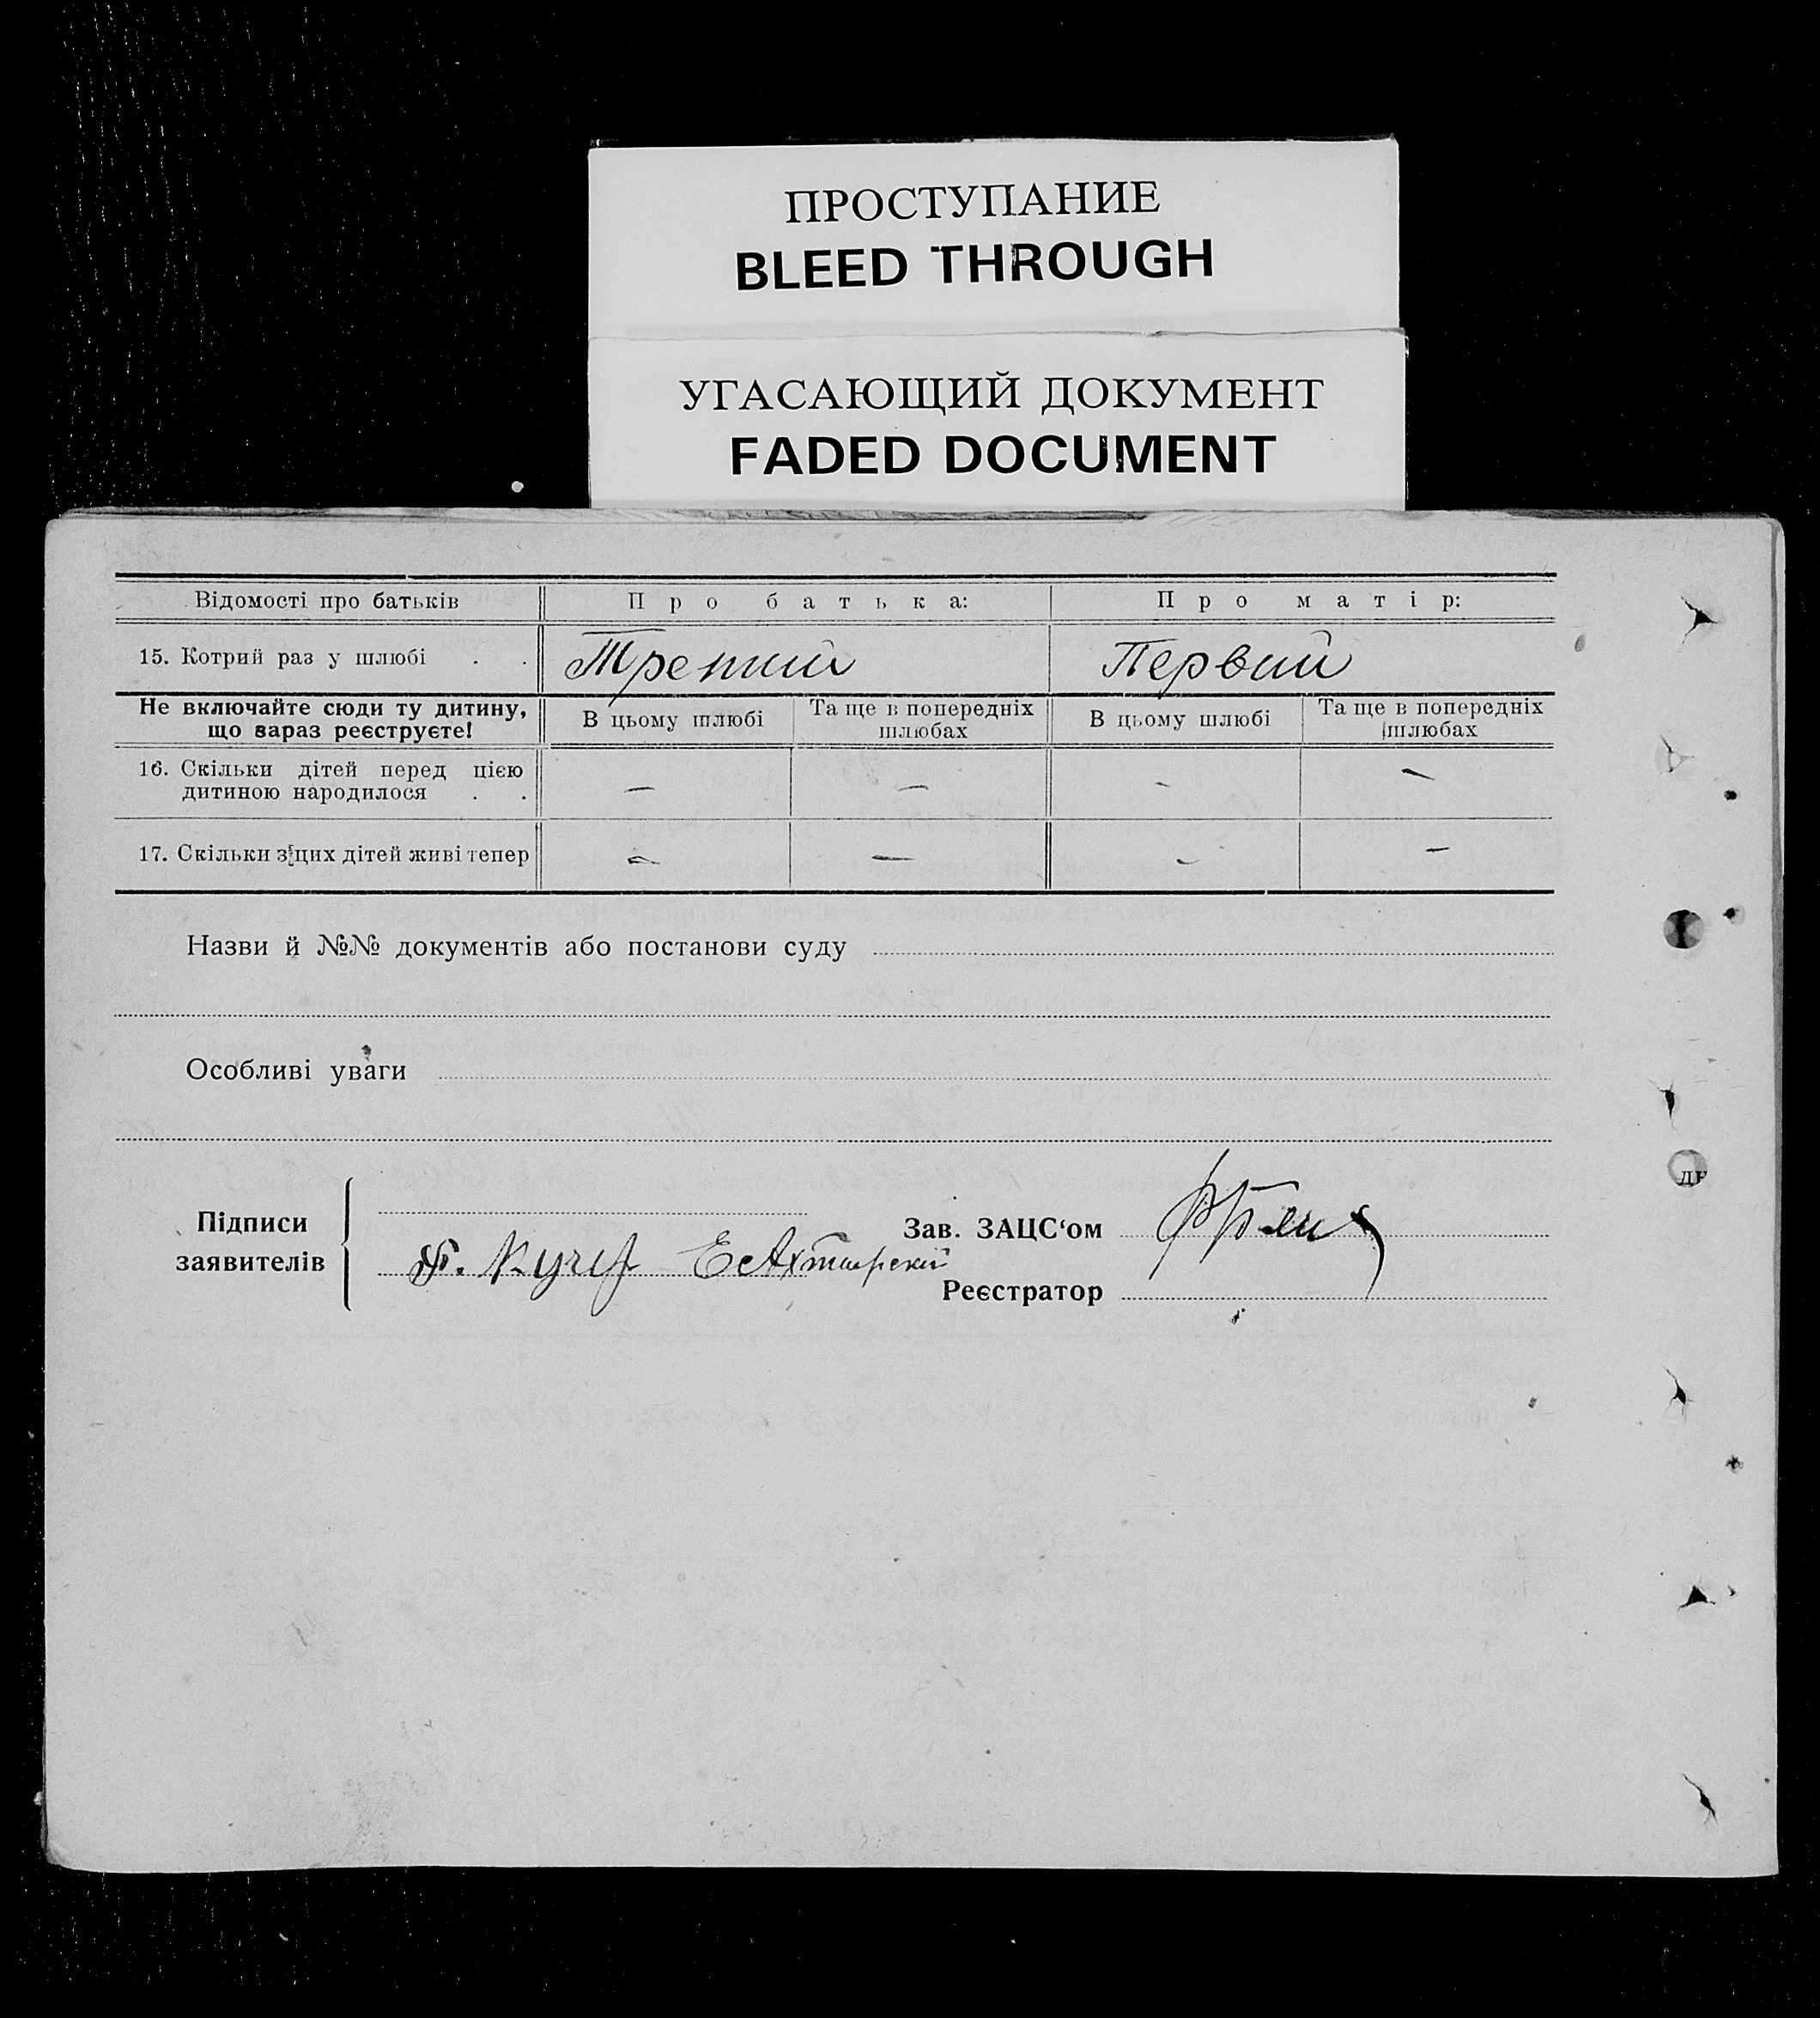 ПРОСТУПАНИЕ
BLEED THROUGH
УГАСАЮЩИЙ ДОКУМЕНТ
FADED DOCUMENT
Відомості про батьків Про батька: Про матір:
15. Котрий раз у шлюбі . . Третий Первий
Не включайте сюди ту дитину, що зараз реєструєте! В цьому шлюбі Та ще в попередніх шлюбах В цьому шлюбі Та ще в попередніх шлюбах
16. Скільки дітей перед цією
дитиною народилося . . — — — —
17. Скільки з цих дітей живі тепер — — — —
Назви й №№ документів або постанови суду
Особливі уваги
Підписи
заявителів
Кучер Е Ахтирский
Зав. ЗАЦС‘ом
Реєстратор
дн